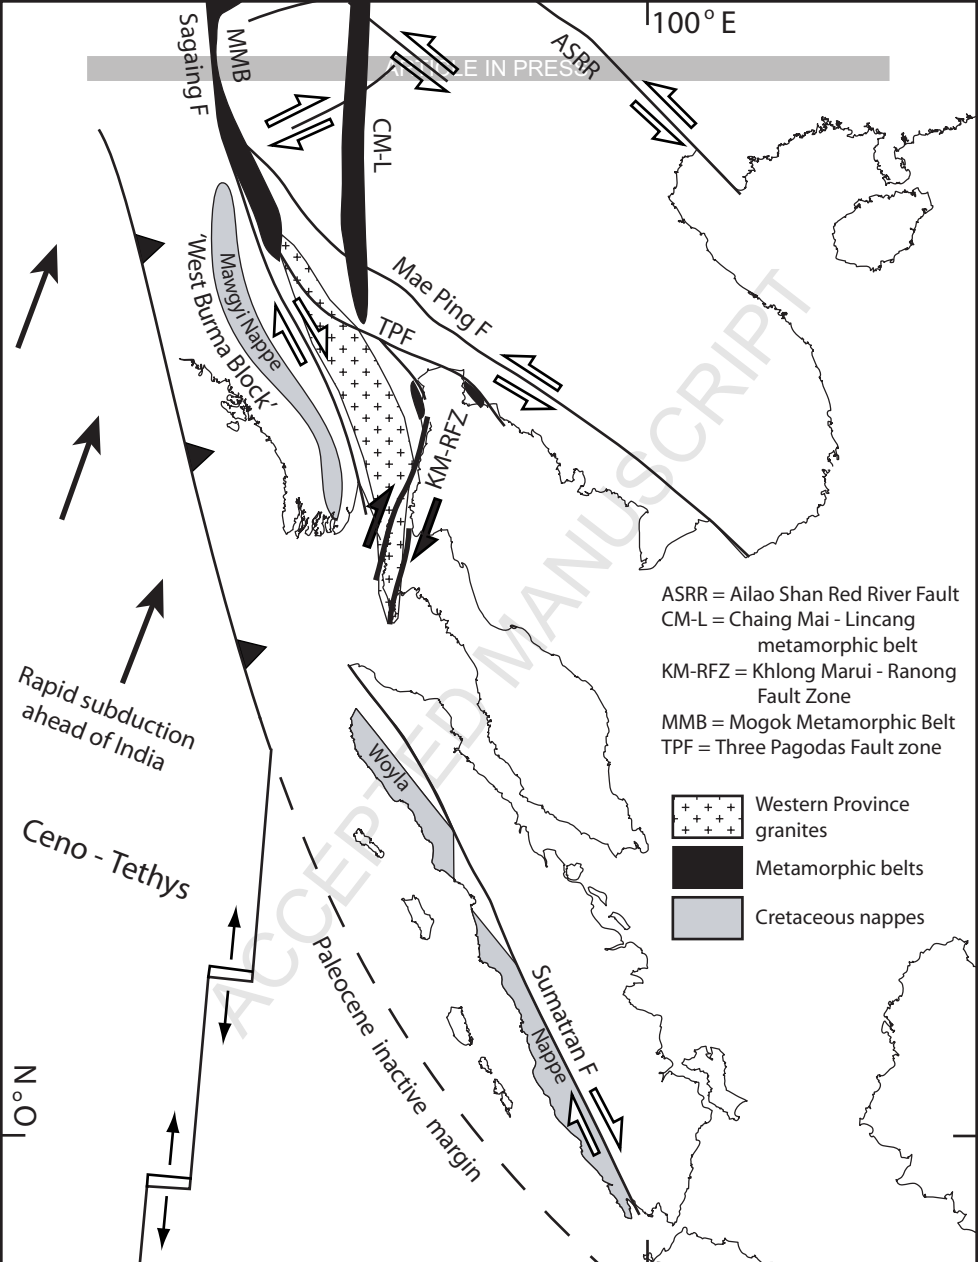 100° E
Sagaing F
MMB
ASRR
ARTICLE IN PRESS
CM-L
Mae Ping F
'West Burma Block'
Mawgyi Nappe
TPF
KM-RFZ
ASRR = Ailao Shan Red River Fault
CM-L = Chaing Mai - Lincang
metamorphic belt
KM-RFZ = Khlong Marui - Ranong
Fault Zone
MMB = Mogok Metamorphic Belt
TPF = Three Pagodas Fault zone
Rapid subduction
ahead of India
Woyla
Western Province
granites
Metamorphic belts
Cretaceous nappes
Ceno - Tethys
Paleocene inactive margin
Sumatran F
Nappe
0° N
ACCEPTED MANUSCRIPT